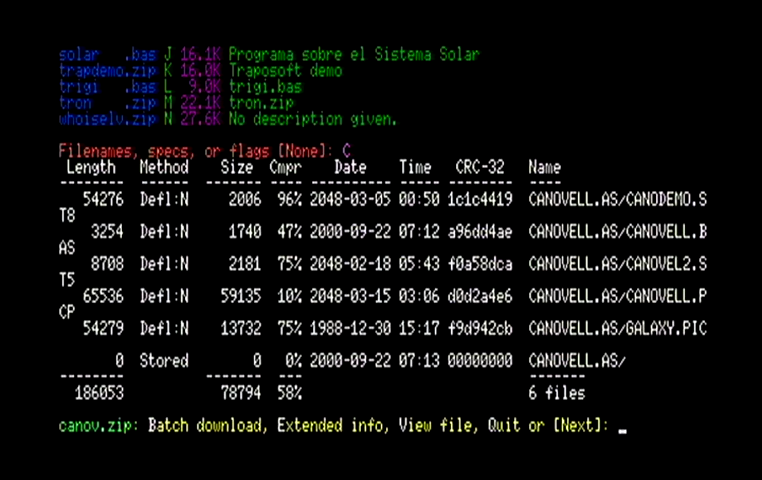 solar   .bas J 16.1K Programa sobre el Sistema Solar
trapdemo.zip K 16.0K Traposoft demo
trigi   .bas L  9.0K trigi.bas
tron    .zip M 22.1K tron.zip
whoiselv.zip N 27.6K No description given.
Filenames, specs, or flags [None]: C
Length   Method    Size  Cmpr    Date    Time   CRC-32   Name
--------  ------  ------- ---- ---------- ----- --------  ----
54276  Defl:N     2006  96% 2048-03-05 00:50 1c1c4419  CANOVELL.AS/CANODEMO.S
T8
3254  Defl:N     1740  47% 2000-09-22 07:12 a96dd4ae  CANOVELL.AS/CANOVELL.B
AS
8708  Defl:N     2181  75% 2048-02-18 05:43 f0a58dca  CANOVELL.AS/CANOVEL2.S
T5
65536  Defl:N    59135  10% 2048-03-15 03:06 d0d2a4e6  CANOVELL.AS/CANOVELL.P
CP
54279  Defl:N    13732  75% 1988-12-30 15:17 f9d942cb  CANOVELL.AS/GALAXY.PIC
0  Stored        0   0% 2000-09-22 07:13 00000000  CANOVELL.AS/
--------          -------  ---                            -------
186053            78794  58%                            6 files
canov.zip: Batch download, Extended info, View file, Quit or [Next]: _